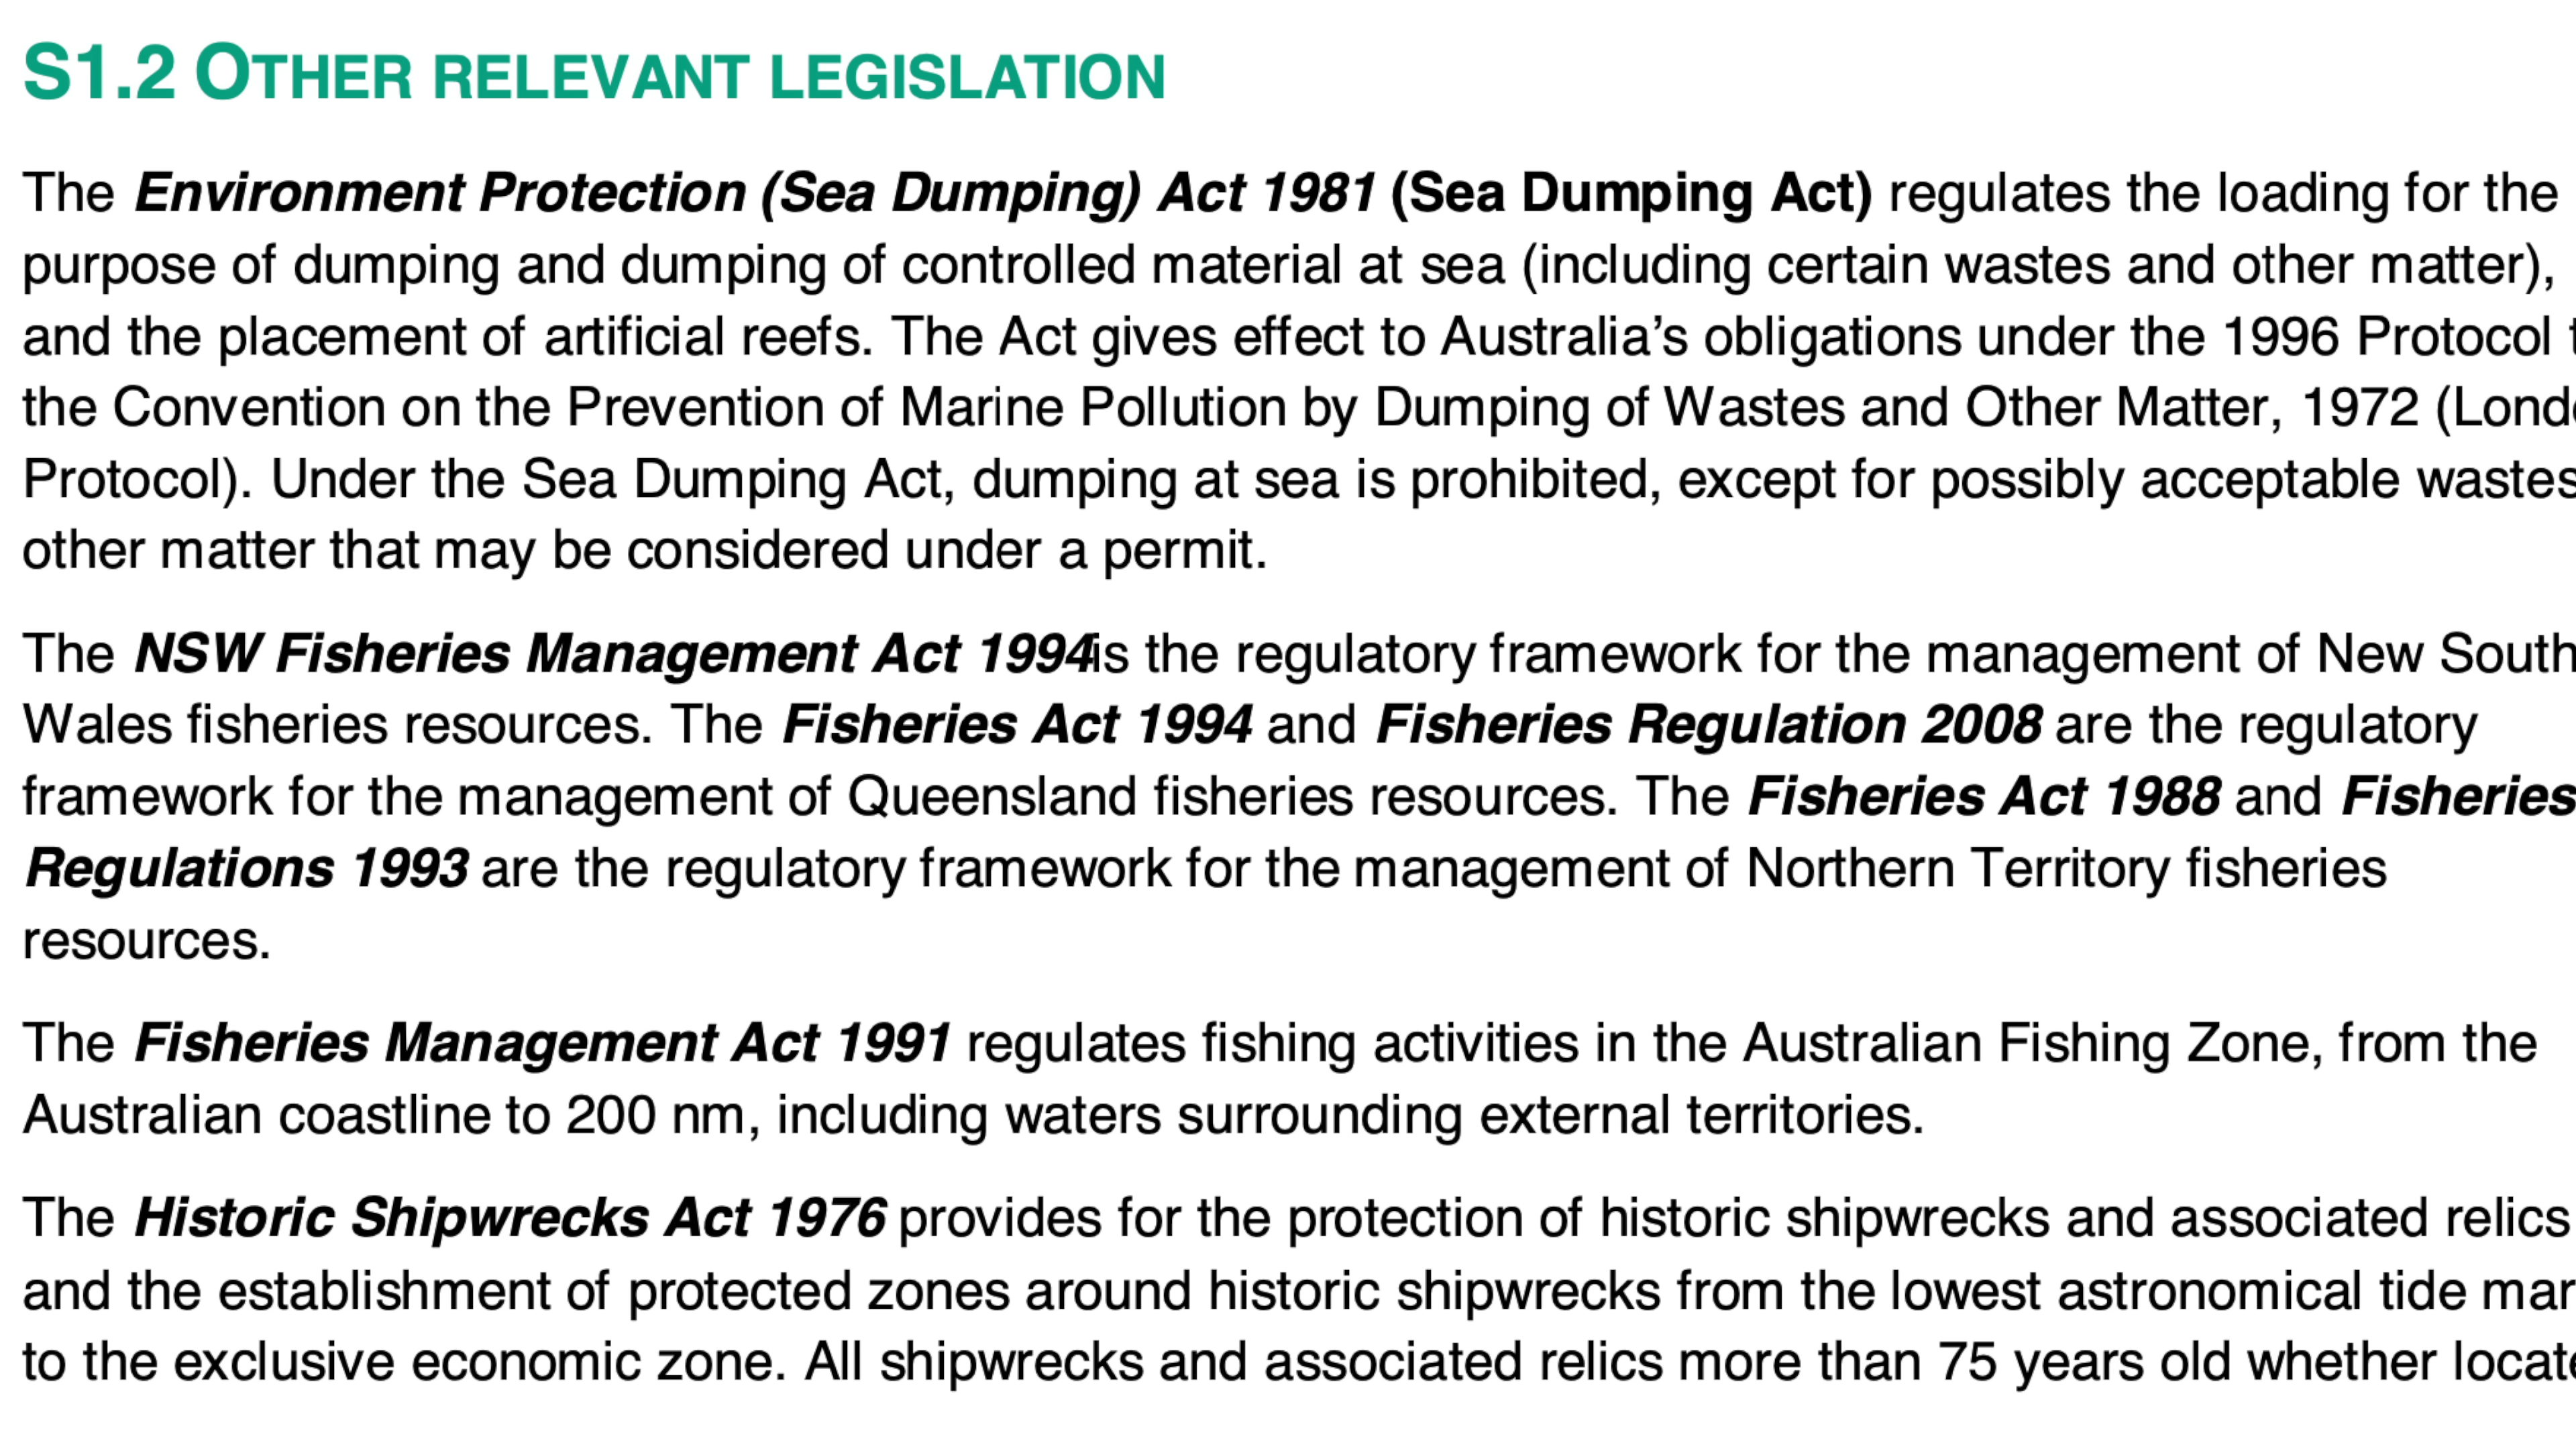 S1.2 OTHER RELEVANT LEGISLATION
The Environment Protection (Sea Dumping) Act 1981 (Sea Dumping Act) regulates the loading for the
purpose of dumping and dumping of controlled material at sea (including certain wastes and other matter),
and the placement of artificial reefs. The Act gives effect to Australia’s obligations under the 1996 Protocol
the Convention on the Prevention of Marine Pollution by Dumping of Wastes and Other Matter, 1972
Protocol). Under the Sea Dumping Act, dumping at sea is prohibited, except for possibly acceptable wastes
other matter that may be considered under a permit.
The NSW Fisheries Management Act 1994is the regulatory framework for the management of New South
Wales fisheries resources. The Fisheries Act 1994 and Fisheries Regulation 2008 are the regulatory
framework for the management of Queensland fisheries resources. The Fisheries Act 1988 and Fisheries
Regulations 1993 are the regulatory framework for the management of Northern Territory fisheries
resources.
The Fisheries Management Act 1991 regulates fishing activities in the Australian Fishing Zone, from the
Australian coastline to 200 nm, including waters surrounding external territories.
The Historic Shipwrecks Act 1976 provides for the protection of historic shipwrecks and associated relics
and the establishment of protected zones around historic shipwrecks from the lowest astronomical tide
to the exclusive economic zone. All shipwrecks and associated relics more than 75 years old whether